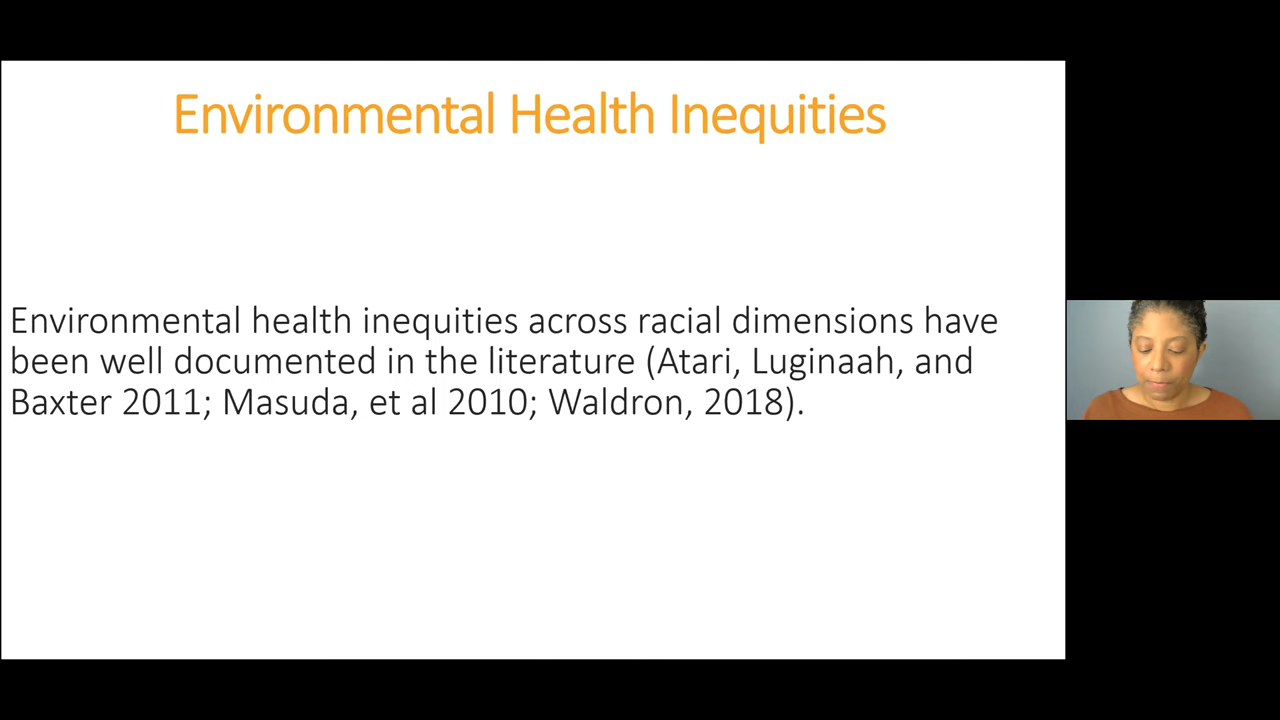 Environmental Health Inequities
Environmental health inequities across racial dimensions have
been well documented in the literature (Atari, Luginaah, and
Baxter 2011; Masuda, et al 2010; Waldron, 2018).